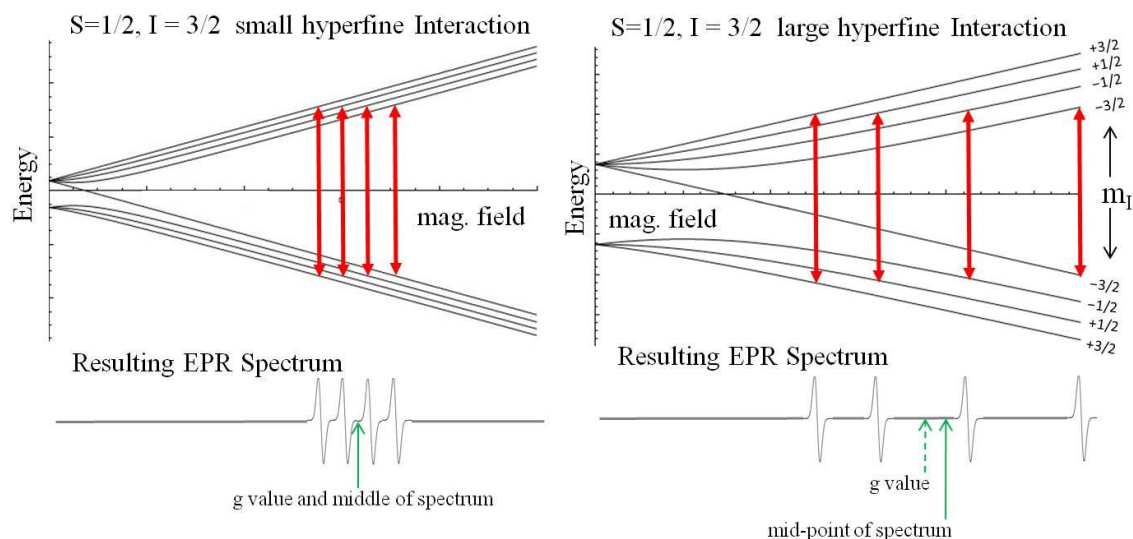 S=1/2, I = 3/2 small hyperfine Interaction
Energy
mag. field
Resulting EPR Spectrum
g value and middle of spectrum
S=1/2, I = 3/2 large hyperfine Interaction
+3/2
+1/2
−1/2
−3/2
Energy
mag. field
mI
−3/2
−1/2
+1/2
+3/2
Resulting EPR Spectrum
g value
mid-point of spectrum